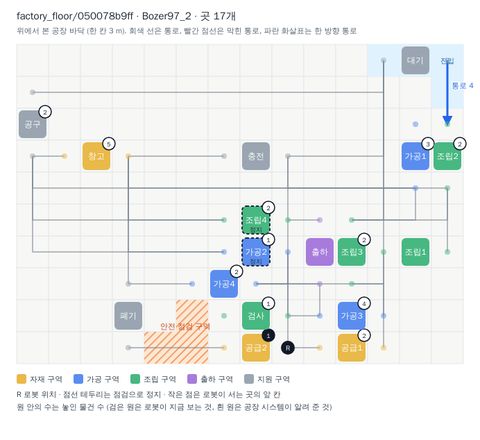 factory_floor/050078b9ff · Bozer97_2 · 곳 17개
위에서 본 공장 바닥 (한 칸 3 m). 회색 선은 통로, 빨간 점선은 막힌 통로, 파란 화살표는 한 방향 통로
대기
전립
통로 4
공구 2
창고 5
충전
가공1 3
조립2 2
조립4 2
정지
가공2 1
정지
출하
조립3 2
조립1
가공4 2
폐기
안전 점검 구역
검사 1
가공3 4
공급2 1
R
공급1 2
자재 구역
가공 구역
조립 구역
출하 구역
지원 구역
R 로봇 위치 · 점선 테두리는 점검으로 정지 · 작은 점은 로봇이 서는 곳의 앞 칸
원 안의 수는 놓인 물건 수 (검은 원은 로봇이 지금 보는 것, 흰 원은 공장 시스템이 알려 준 것)